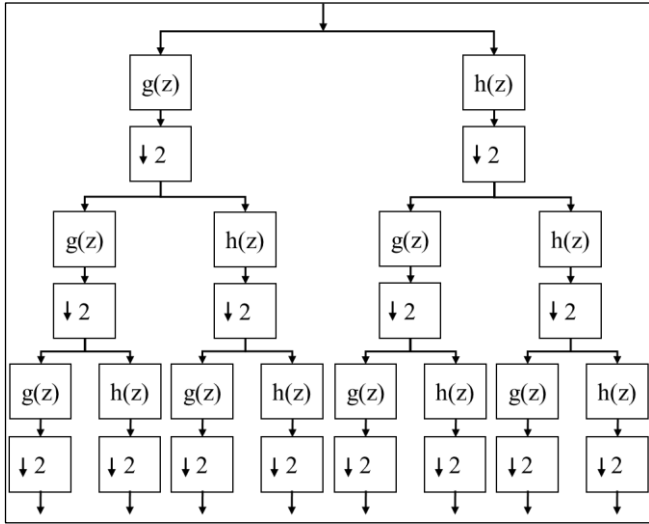 g(z) h(z)
↓ 2 ↓ 2
g(z) h(z) g(z) h(z)
↓ 2 ↓ 2 ↓ 2 ↓ 2
g(z) h(z) g(z) h(z) g(z) h(z) g(z) h(z)
↓ 2 ↓ 2 ↓ 2 ↓ 2 ↓ 2 ↓ 2 ↓ 2 ↓ 2